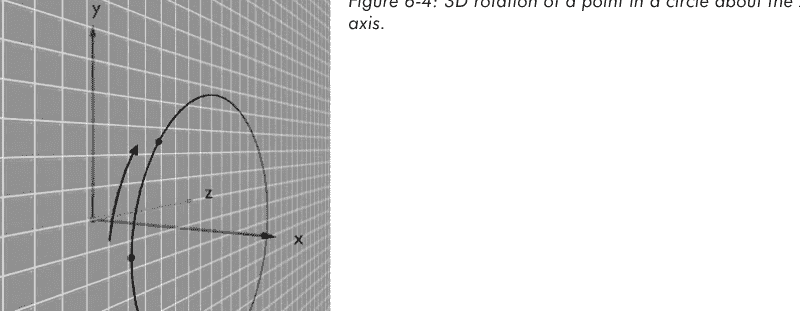 y
Figure 6-4: 3D rotation of a point in a circle about the
axis.
z
x